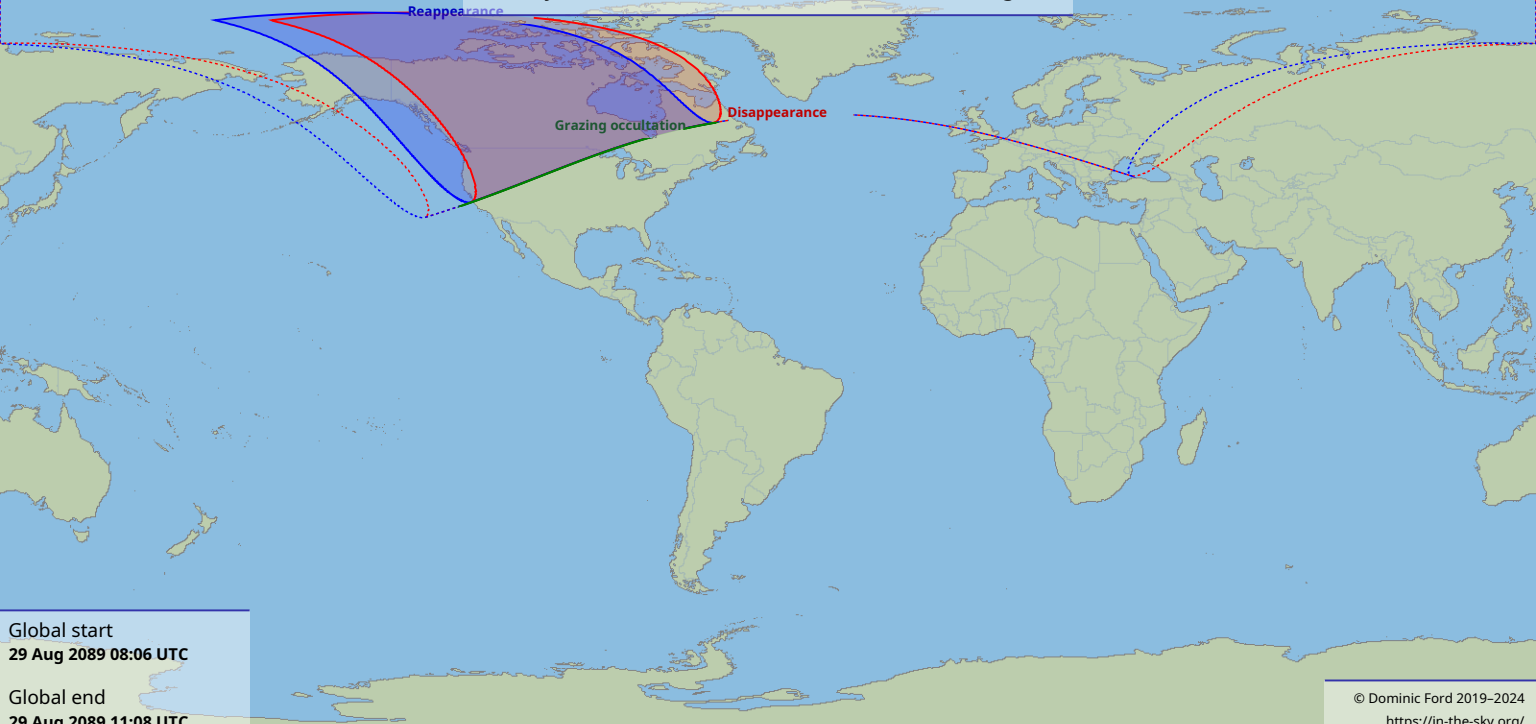 Reappearance
Disappearance
Grazing occultation
Global start
29 Aug 2089 08:06 UTC
Global end
29 Aug 2089 11:08 UTC
© Dominic Ford 2019–2024
https://in-the-sky.org/